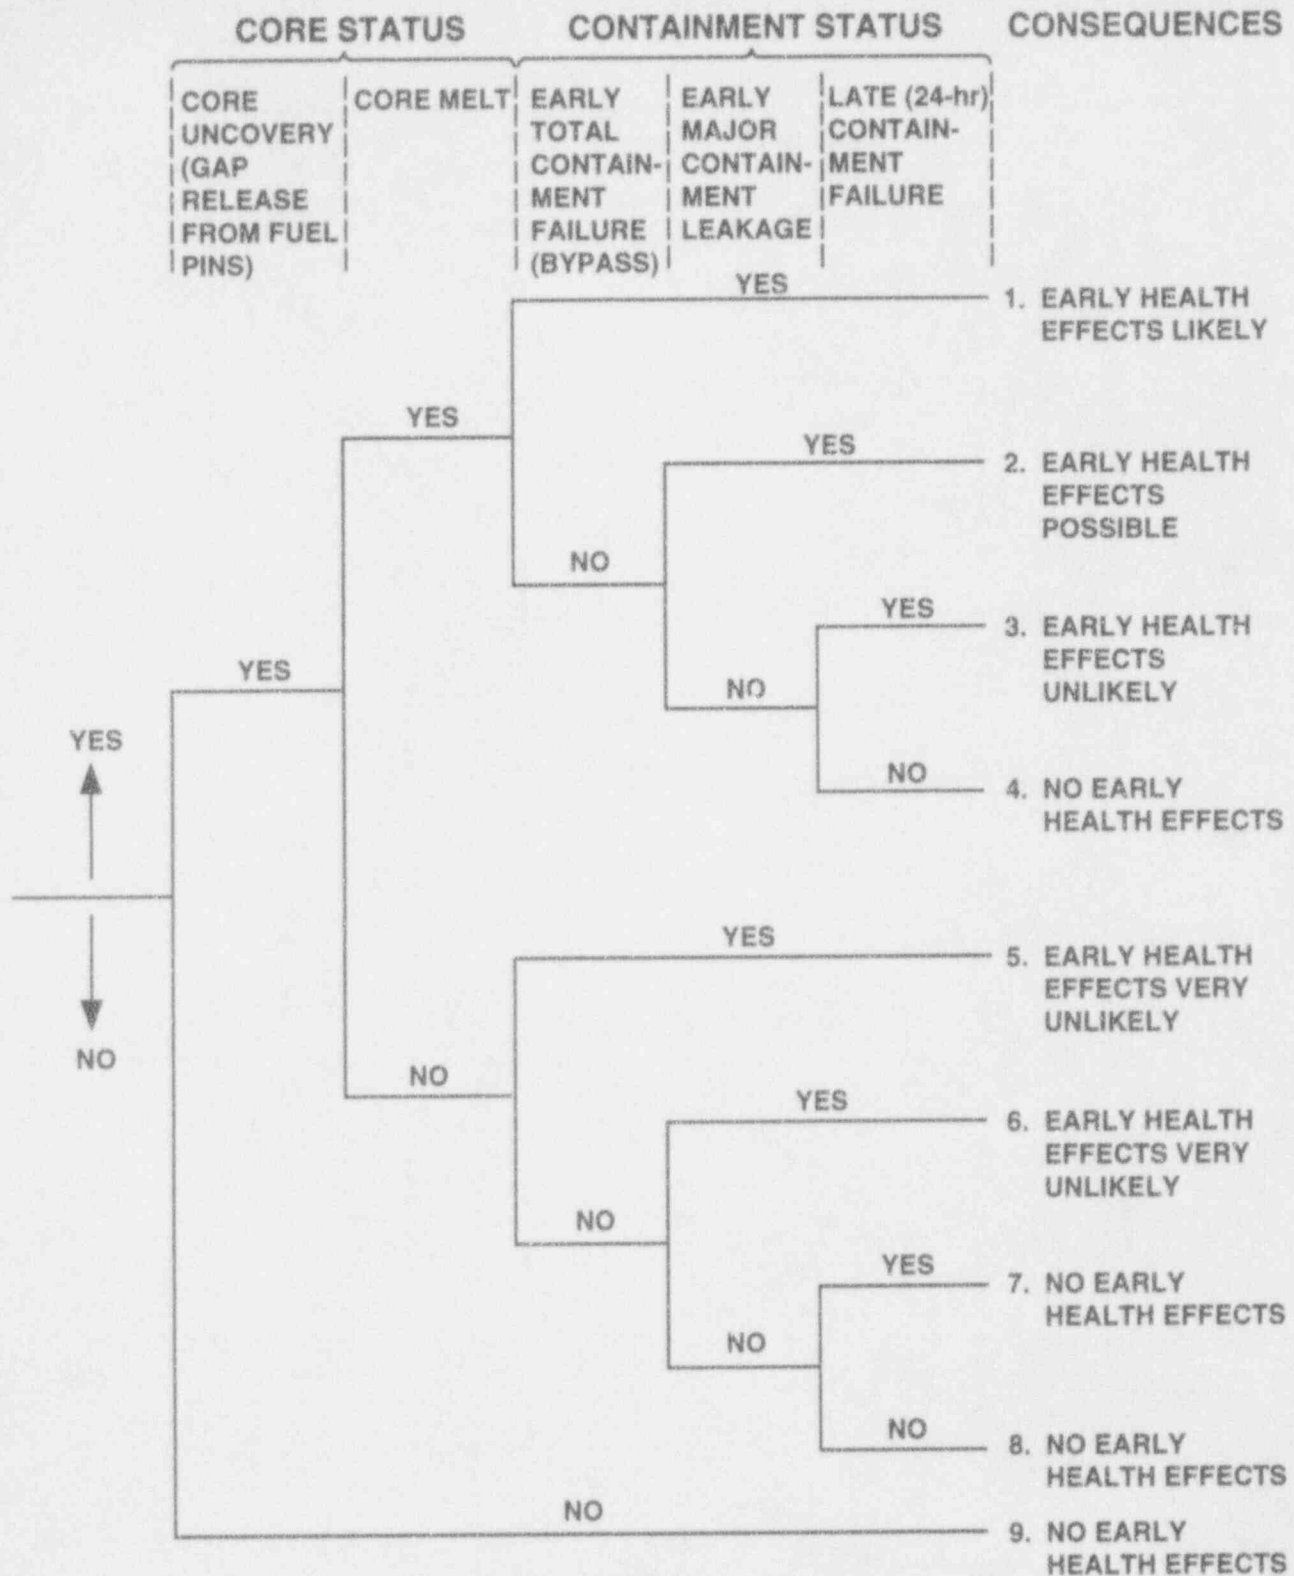 CORE STATUS
CONTAINMENT STATUS
CONSEQUENCES
CORE
UNCOVERY
(GAP
RELEASE
FROM FUEL
PINS)
CORE MELT
EARLY
TOTAL
CONTAIN-
MENT
FAILURE
(BYPASS)
EARLY
MAJOR
CONTAIN-
MENT
LEAKAGE
LATE (24-hr)
CONTAIN-
MENT
FAILURE
YES
1. EARLY HEALTH
EFFECTS LIKELY
YES
YES
2. EARLY HEALTH
EFFECTS
POSSIBLE
NO
YES
3. EARLY HEALTH
EFFECTS
UNLIKELY
YES
NO
YES
NO
4. NO EARLY
HEALTH EFFECTS
YES
5. EARLY HEALTH
EFFECTS VERY
UNLIKELY
NO
NO
YES
6. EARLY HEALTH
EFFECTS VERY
UNLIKELY
NO
YES
7. NO EARLY
HEALTH EFFECTS
NO
NO
8. NO EARLY
HEALTH EFFECTS
NO
9. NO EARLY
HEALTH EFFECTS